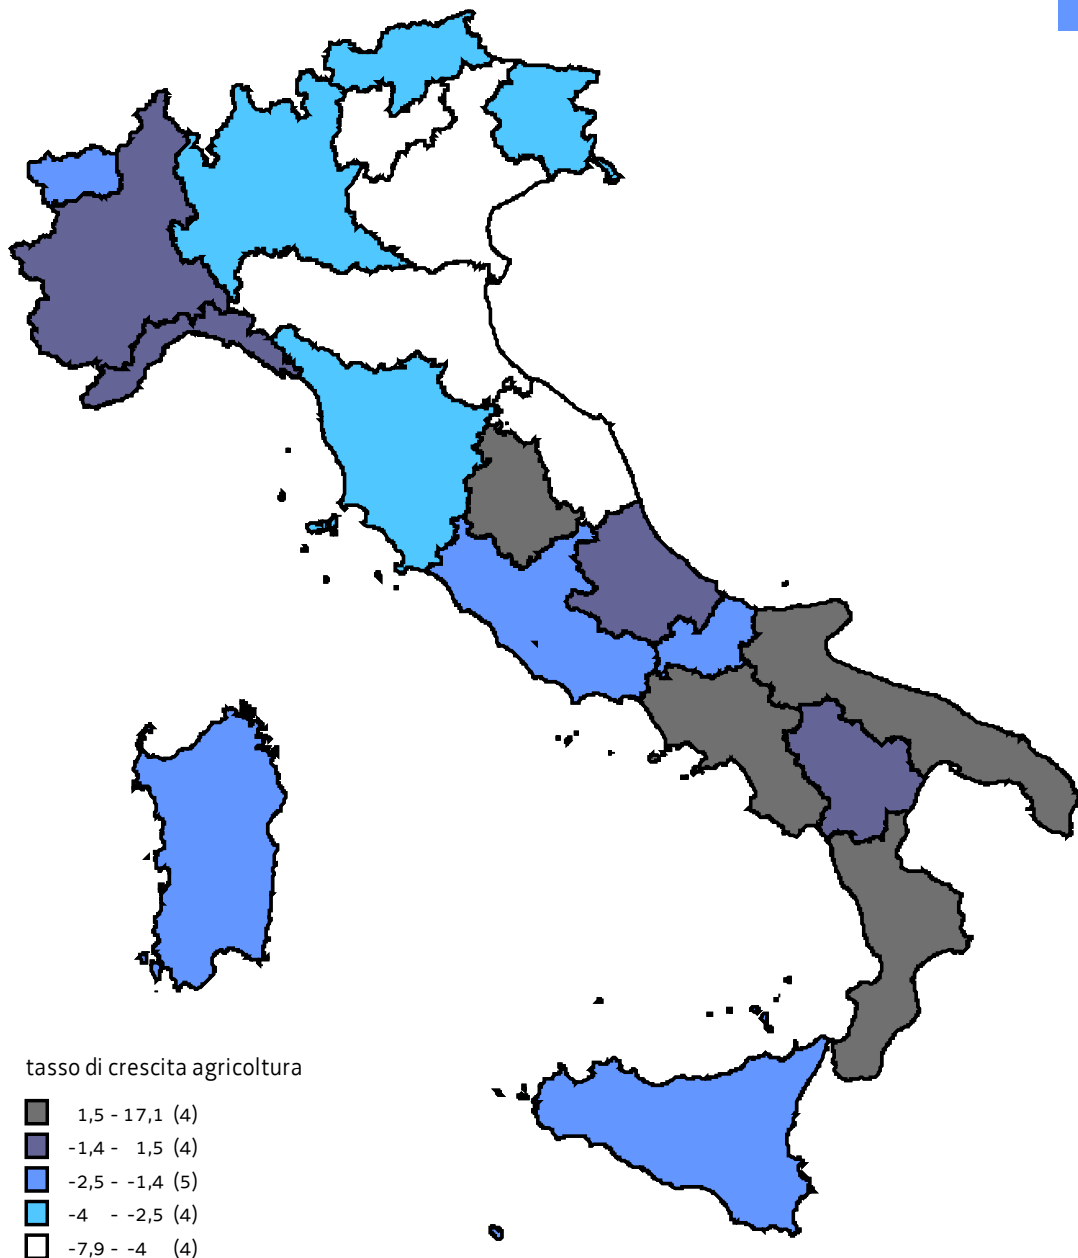 tasso di crescita agricoltura
1,5 - 17,1 (4)
-1,4 - 1,5 (4)
-2,5 - -1,4 (5)
-4 - -2,5 (4)
-7,9 - -4 (4)